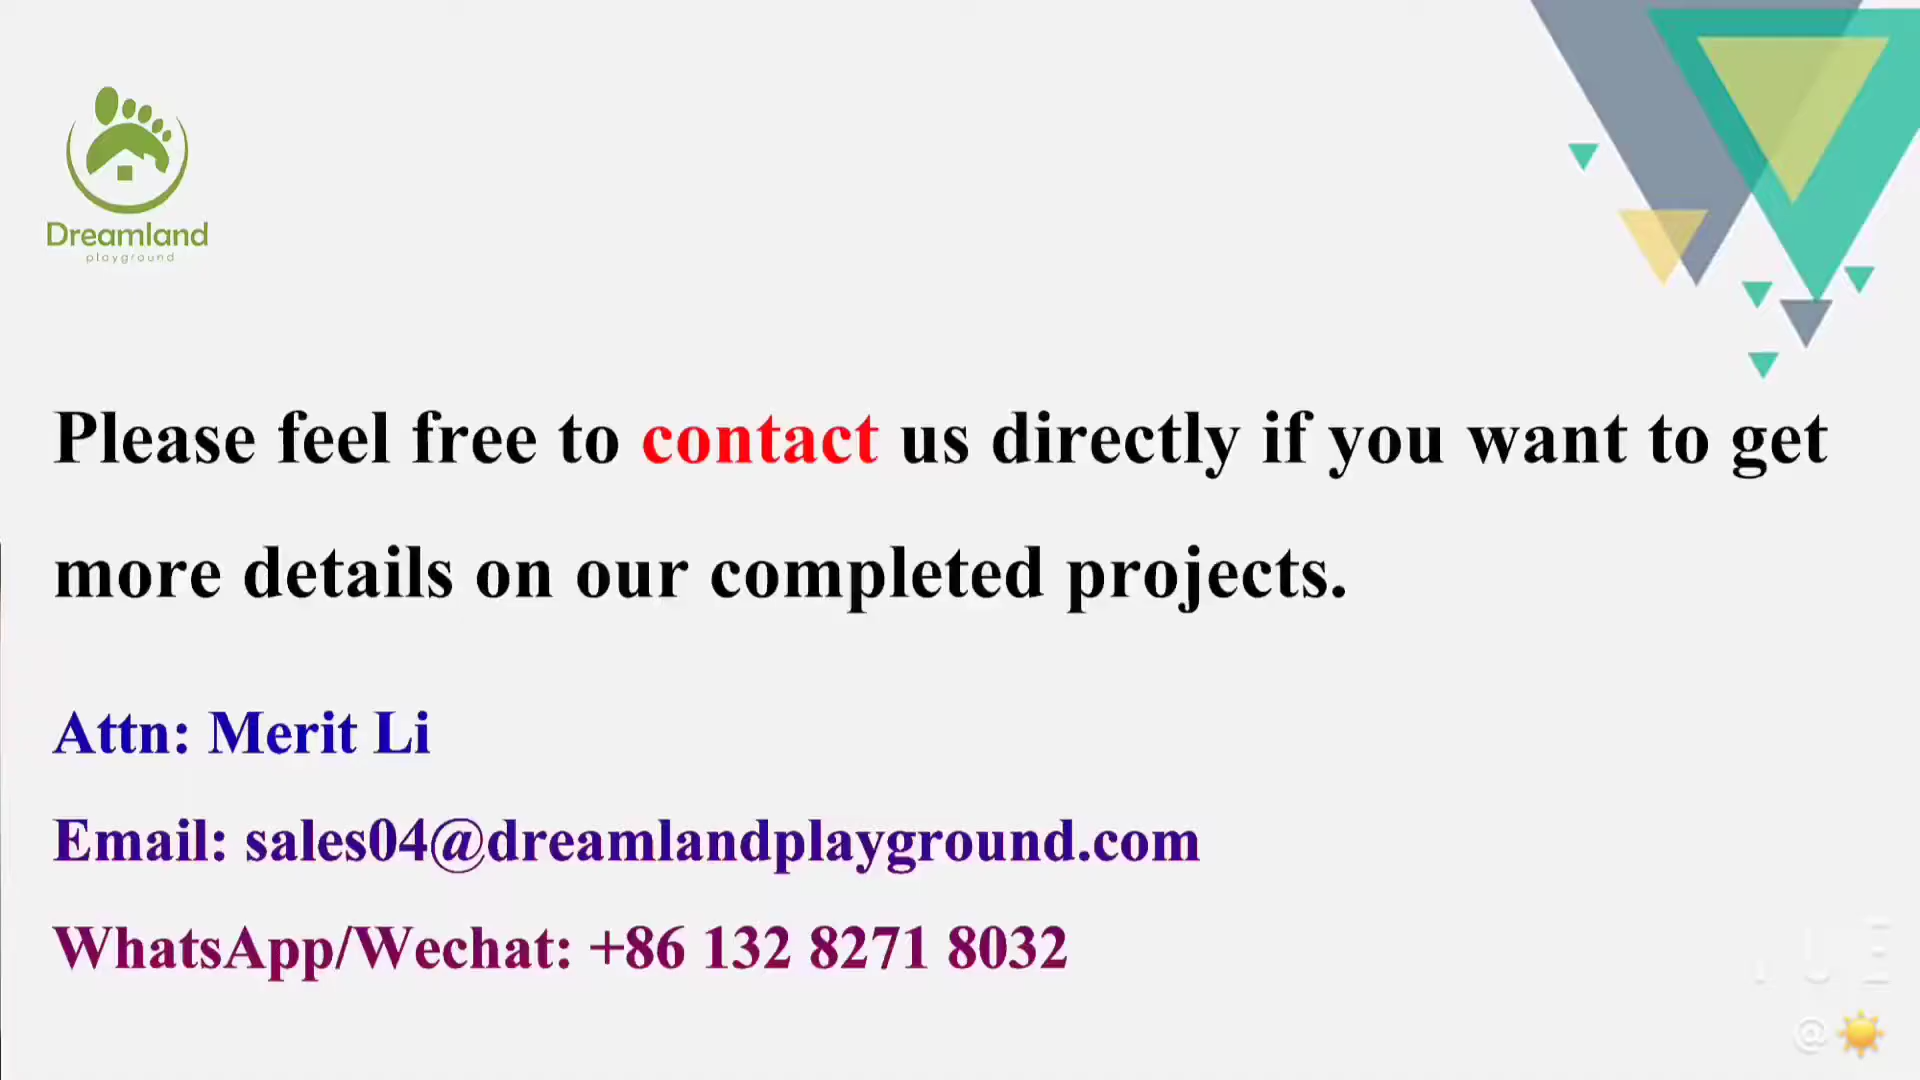 Dreamland
playground
Please feel free to contact us directly if you want to get
more details on our completed projects.
Attn: Merit Li
Email: sales04@dreamlandplayground.com
WhatsApp/Wechat: +86 132 8271 8032
@☀️